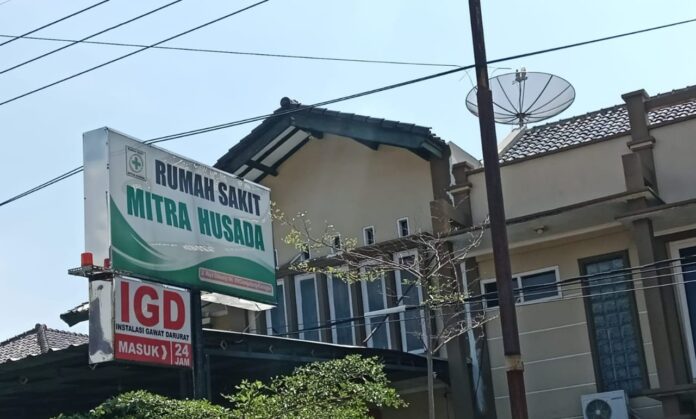 RUMAH SAKIT
MITRA HUSADA
IGD
INSTALASI GAWAT DARURAT
MASUK
24
JAM